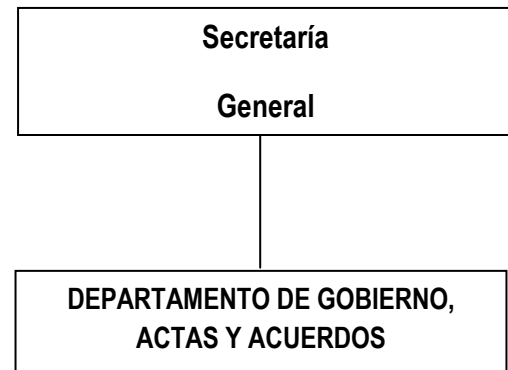 Secretaría
General
DEPARTAMENTO DE GOBIERNO,
ACTAS Y ACUERDOS